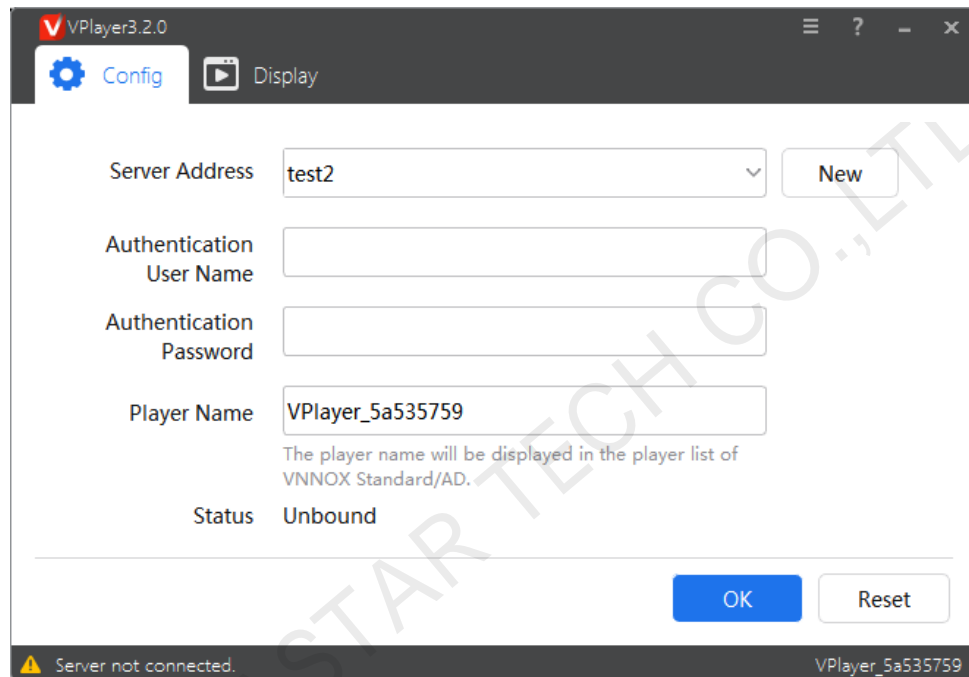 VPlayer3.2.0
Config
Display
Server Address
test2
New
Authentication
User Name
Authentication
Password
Player Name
VPlayer_5a535759
The player name will be displayed in the player list of
VNNOX Standard/AD.
Status
Unbound
OK
Reset
Server not connected.
VPlayer_5a535759
STAR TECH CO.,LTD